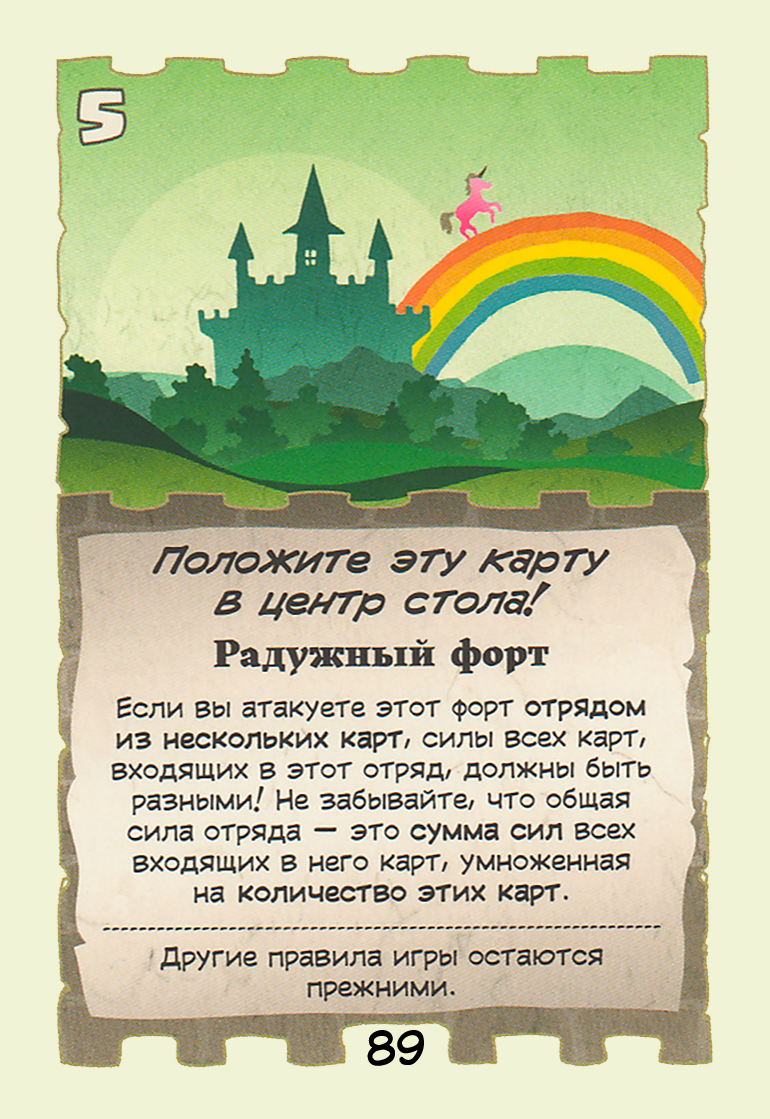 5
Положите эту карту
в центр стола!
Радужный форт
Если вы атакуете этот форт отрядом
из нескольких карт, силы всех карт,
входящих в этот отряд, должны быть
разными! Не забывайте, что общая
сила отряда – это сумма сил всех
входящих в него карт, умноженная
на количество этих карт.
Другие правила игры остаются
прежними.
89